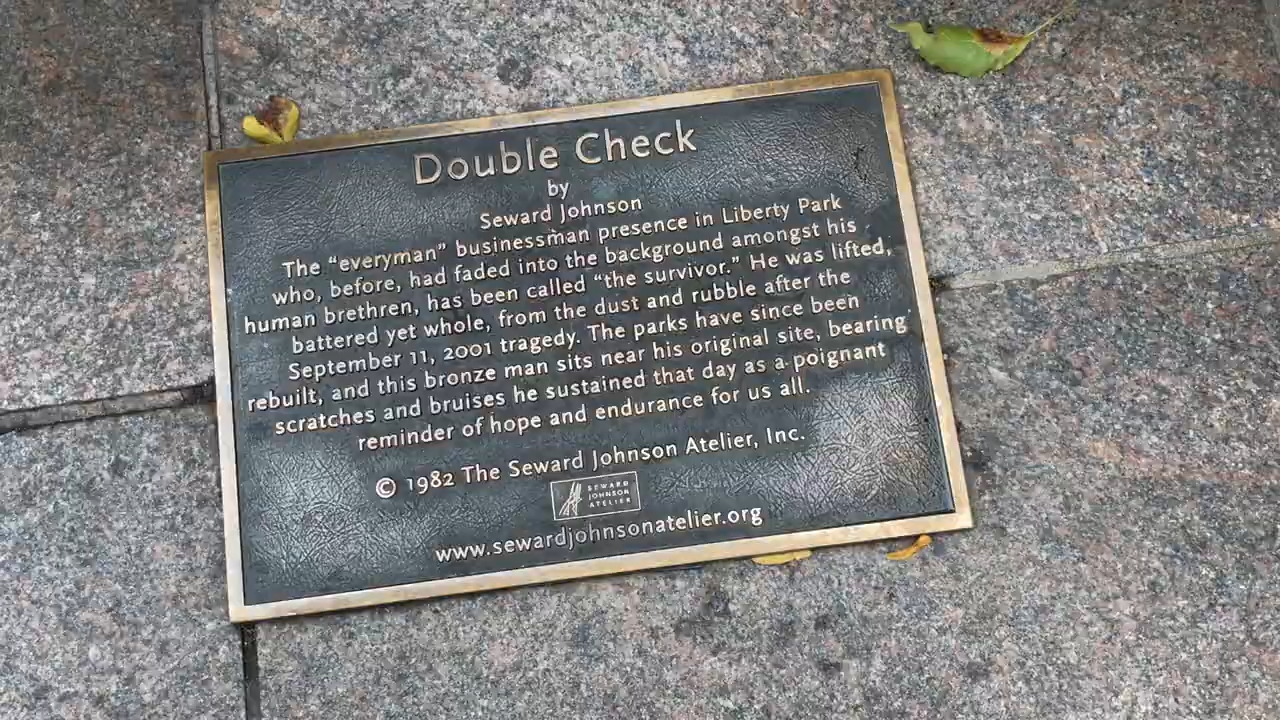 Double Check
by
Seward Johnson
The “everyman” businessman presence in Liberty Park
who, before, had faded into the background amongst his
human brethren, has been called “the survivor.” He was lifted,
battered yet whole, from the dust and rubble after the
September 11, 2001 tragedy. The parks have since been
rebuilt, and this bronze man sits near his original site, bearing
scratches and bruises he sustained that day as a poignant
reminder of hope and endurance for us all.
© 1982 The Seward Johnson Atelier, Inc.
SEWARD
JOHNSON
ATELIER
www.sewardjohnsonatelier.org